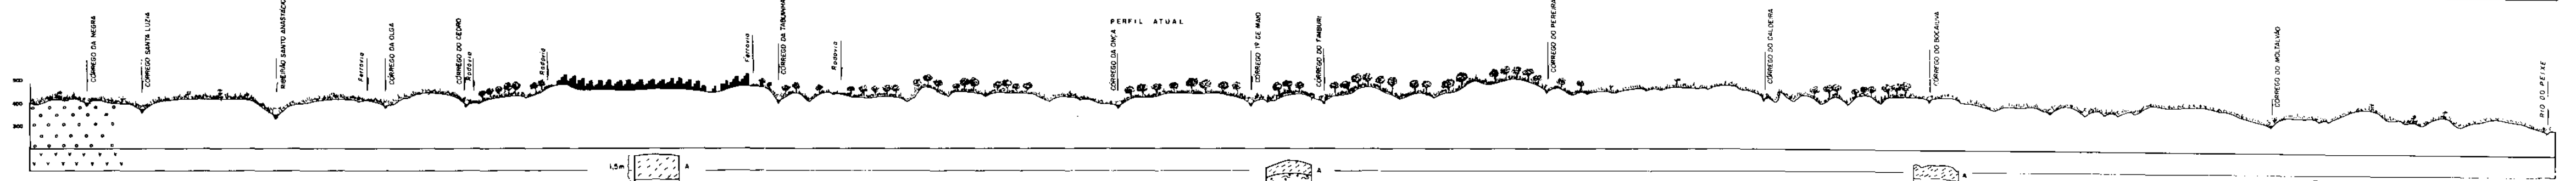 PERFIL ATUAL
CÓRREGO DA NEGRA
CÓRREGO SANTA LUZIA
RIBEIRÃO SANTO ANASTÁCIO
Ferrovia
CÓRREGO DA OLGA
CÓRREGO DO CEDRO
Rodovia
Rodovia
Ferrovia
CÓRREGO DA TABUINHA
Rodovia
CÓRREGO DA ONÇA
CÓRREGO 1º DE MAIO
CÓRREGO DO TIMBURI
CÓRREGO DO PEREIRA
CÓRREGO DO CALDEIRA
CÓRREGO DO BOCAIUVA
CÓRREGO DO MOLTALVÃO
RIO DO PEIXE
500
400
300
1,5m
A
A
A